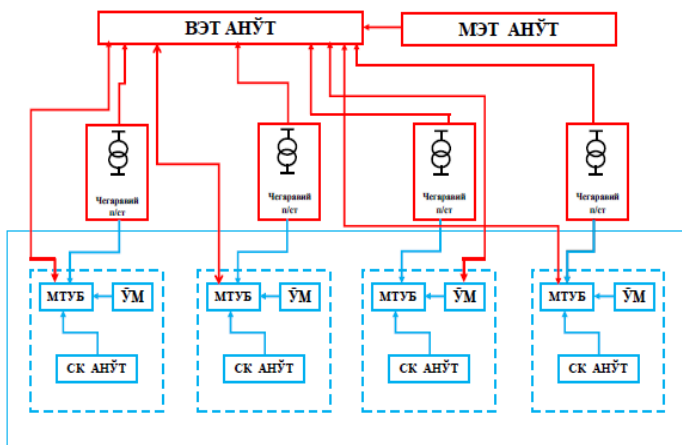 ВЭТ АНЎТ
МЭТ АНЎТ
Чегаравий
п/ст
Чегаравий
п/ст
Чегаравий
п/ст
Чегаравий
п/ст
МТУБ
ЎМ
МТУБ
ЎМ
МТУБ
ЎМ
МТУБ
ЎМ
СК АНЎТ
СК АНЎТ
СК АНЎТ
СК АНЎТ